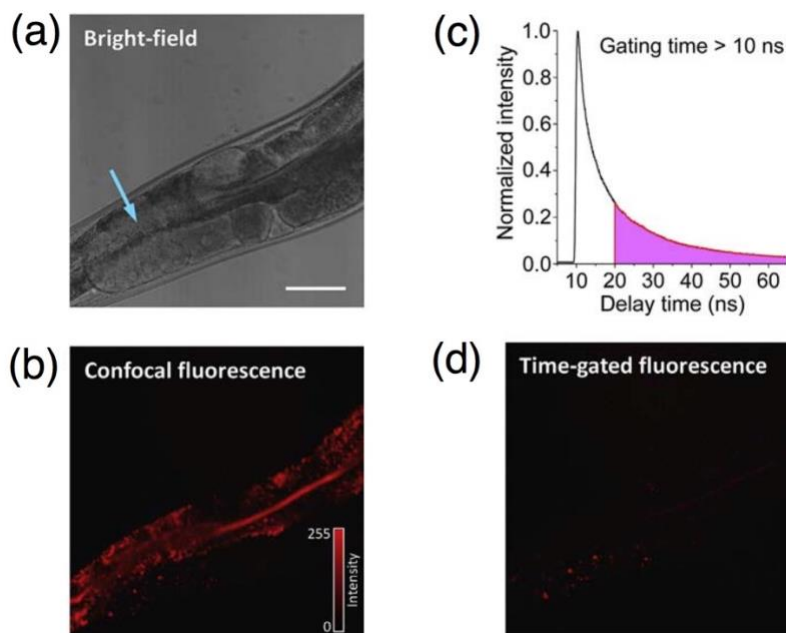 (a)
Bright-field
(b)
Confocal fluorescence
255
Intensity
0
(c)
Gating time > 10 ns
Normalized intensity
1.0
0.8
0.6
0.4
0.2
0.0
10 20 30 40 50 60
Delay time (ns)
(d)
Time-gated fluorescence